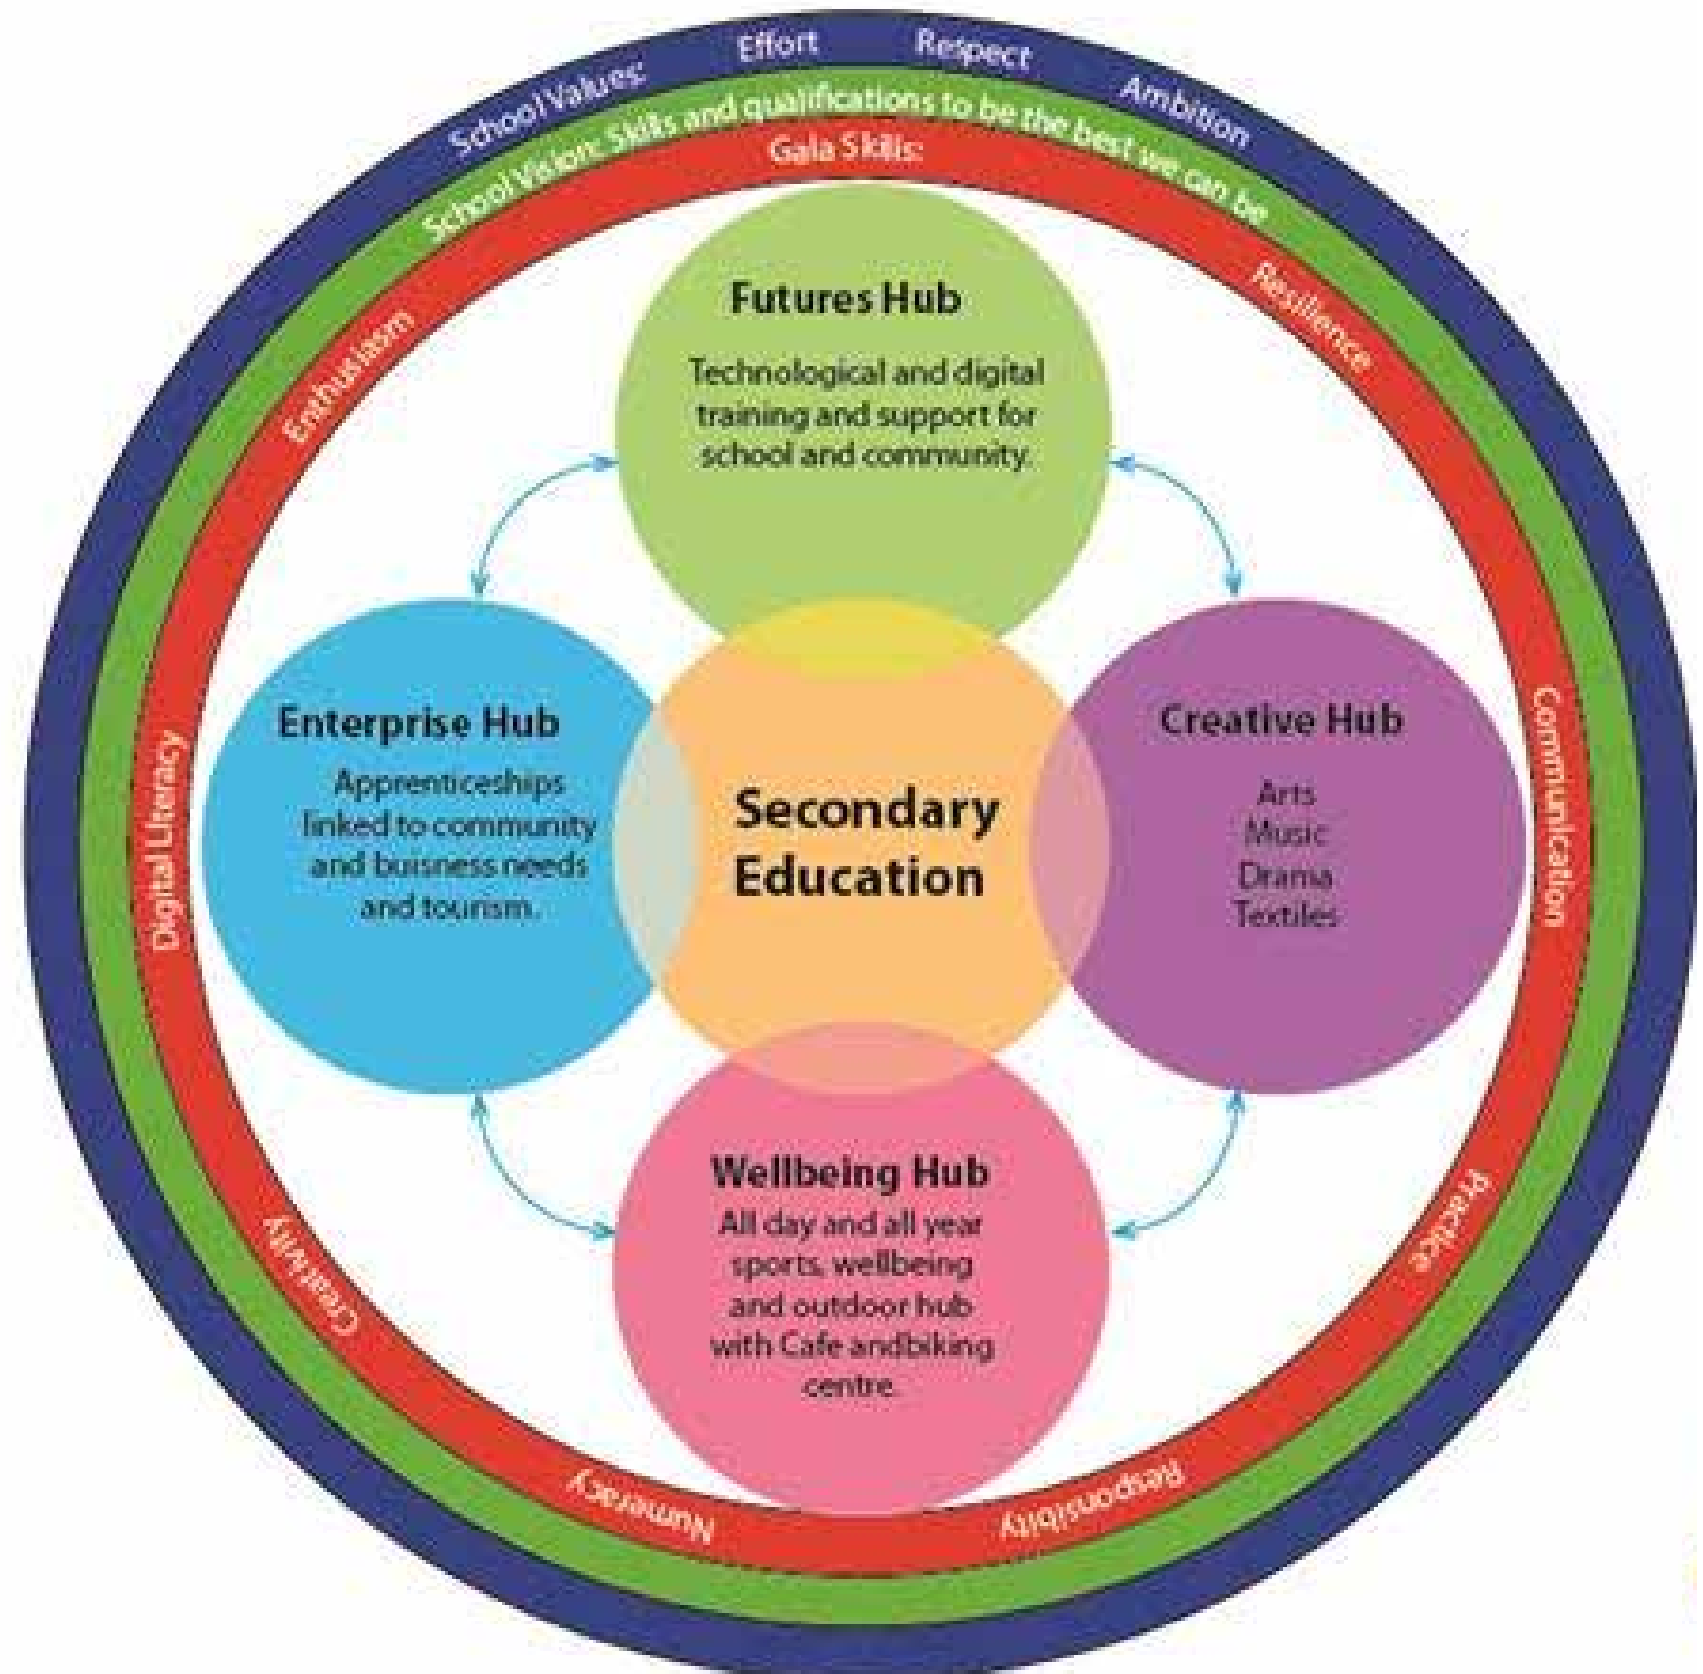 School Values: Effort Respect Ambition
School Vision: Skills and qualifications to be the best we can be
Gala Skills:
Resilience
Communication
Practice
Responsibity
Numeracy
Creativity
Digital Literacy
Enthusiasm
Futures Hub
Technological and digital
training and support for
school and community.
Enterprise Hub
Apprenticeships
linked to community
and buisness needs
and tourism.
Secondary
Education
Creative Hub
Arts
Music
Drama
Textiles
Wellbeing Hub
All day and all year
sports, wellbeing
and outdoor hub
with Cafe andbiking
centre.